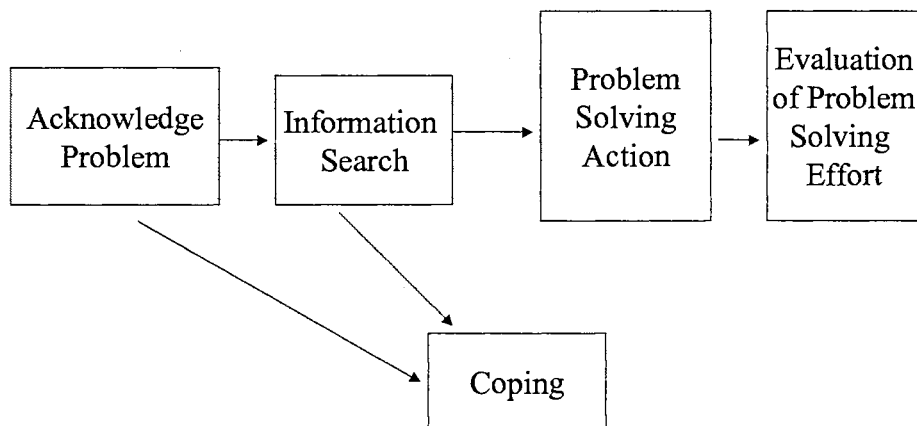 Acknowledge
Problem
Information
Search
Problem
Solving
Action
Evaluation
of Problem
Solving
Effort
Coping